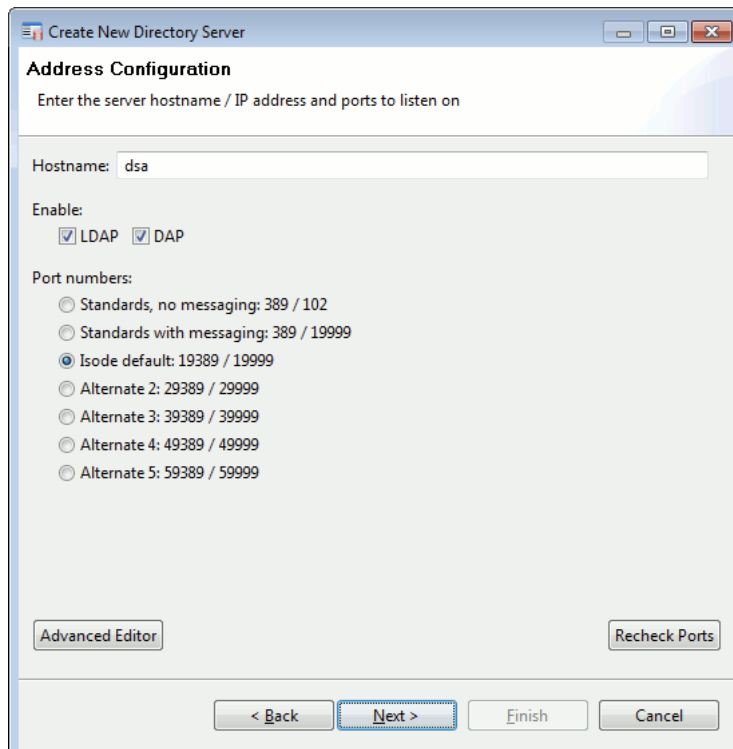 Create New Directory Server
Address Configuration
Enter the server hostname / IP address and ports to listen on
Hostname: dsa
Enable:
LDAP DAP
Port numbers:
Standards, no messaging: 389 / 102
Standards with messaging: 389 / 19999
Isode default: 19389 / 19999
Alternate 2: 29389 / 29999
Alternate 3: 39389 / 39999
Alternate 4: 49389 / 49999
Alternate 5: 59389 / 59999
Advanced Editor Recheck Ports
< Back Next > Finish Cancel